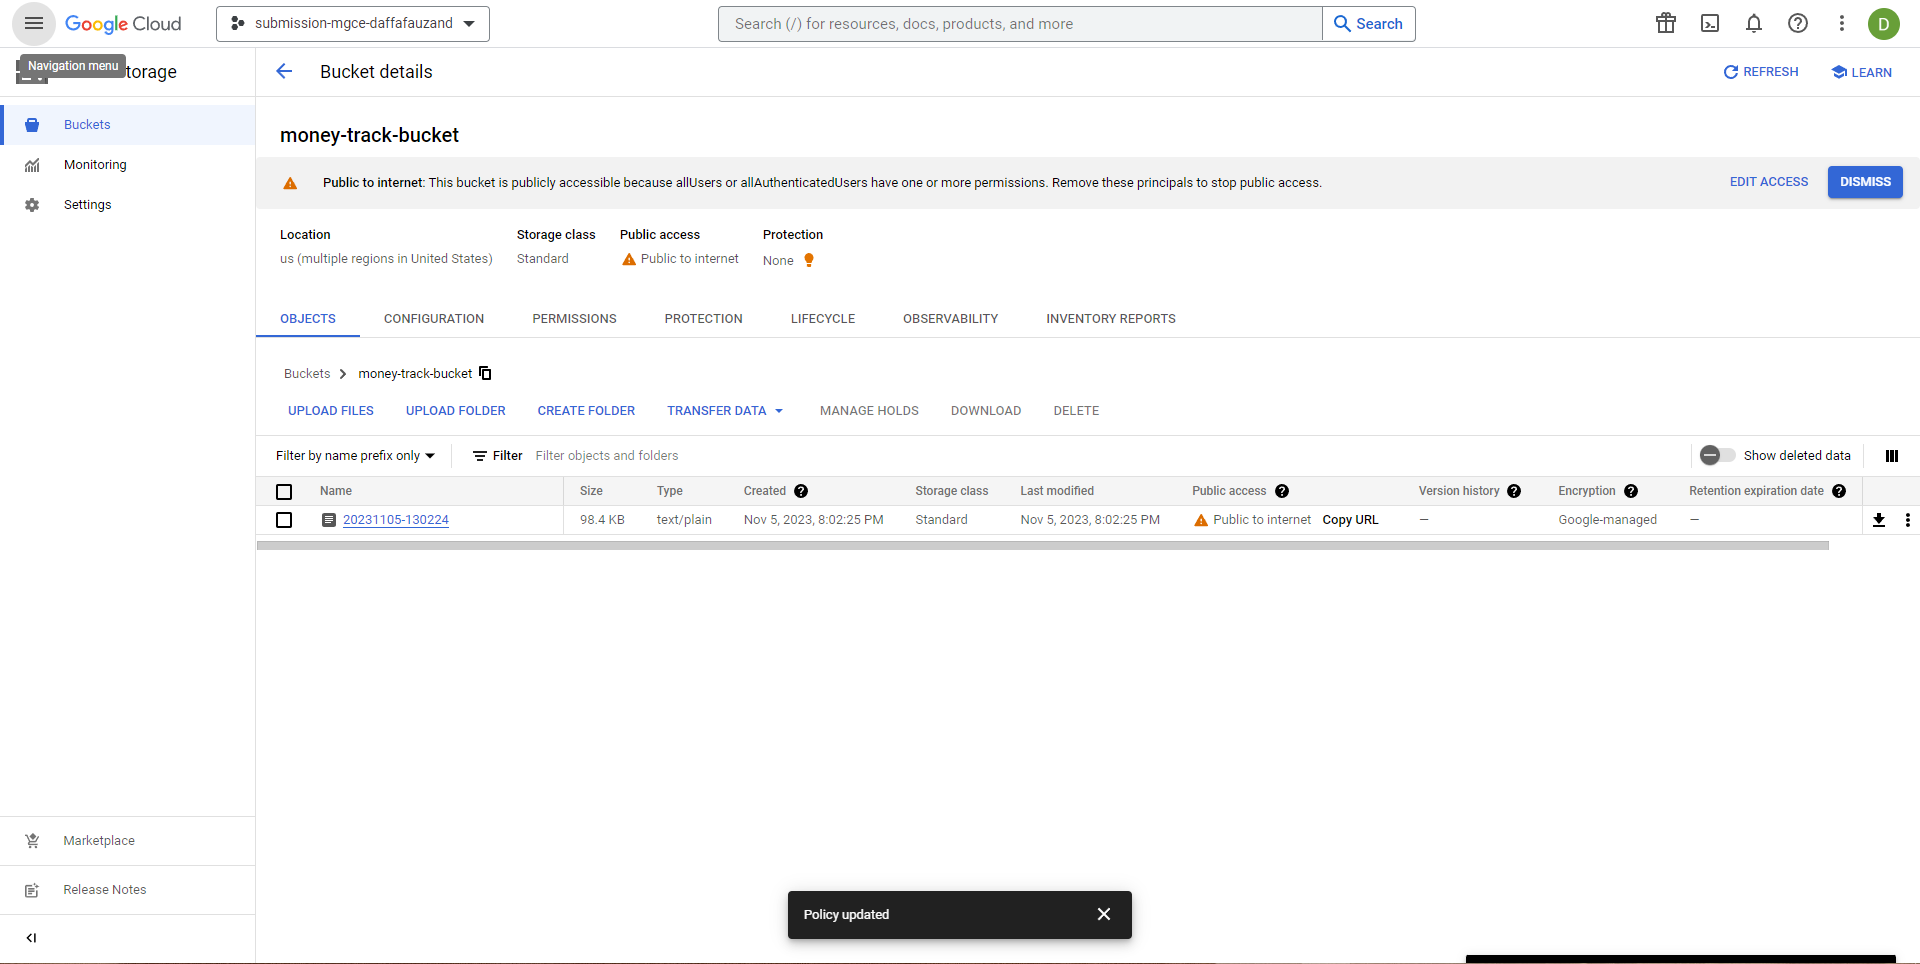 Google Cloud
submission-mgce-daffafauzand
Search (/) for resources, docs, products, and more
Search
D
Navigation menu
torage
Bucket details
REFRESH
LEARN
Buckets
Monitoring
Settings
money-track-bucket
Public to internet: This bucket is publicly accessible because allUsers or allAuthenticatedUsers have one or more permissions. Remove these principals to stop public access.
EDIT ACCESS
DISMISS
Location
Storage class
Public access
Protection
us (multiple regions in United States)
Standard
Public to internet
None
OBJECTS
CONFIGURATION
PERMISSIONS
PROTECTION
LIFECYCLE
OBSERVABILITY
INVENTORY REPORTS
Buckets
money-track-bucket
UPLOAD FILES
UPLOAD FOLDER
CREATE FOLDER
TRANSFER DATA
MANAGE HOLDS
DOWNLOAD
DELETE
Filter by name prefix only
Filter
Filter objects and folders
Show deleted data
Name
Size
Type
Created
Storage class
Last modified
Public access
Version history
Encryption
Retention expiration date
20231105-130224
98.4 KB
text/plain
Nov 5, 2023, 8:02:25 PM
Standard
Nov 5, 2023, 8:02:25 PM
Public to internet
Copy URL
—
Google-managed
—
Marketplace
Release Notes
Policy updated